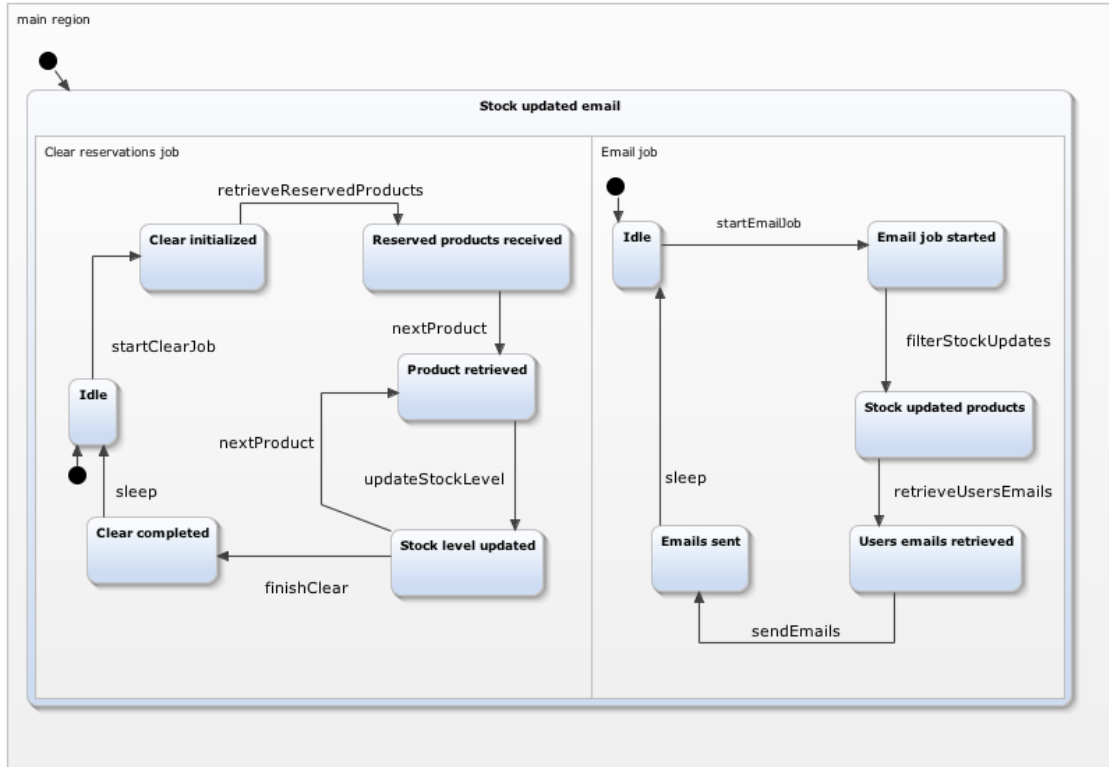 main region
Stock updated email
Clear reservations job
retrieveReservedProducts
Clear initialized
Reserved products received
startClearJob
nextProduct
Product retrieved
Idle
nextProduct
updateStockLevel
sleep
Clear completed
Stock level updated
finishClear
Email job
Idle
startEmailJob
Email job started
filterStockUpdates
Stock updated products
sleep
retrieveUsersEmails
Emails sent
Users emails retrieved
sendEmails